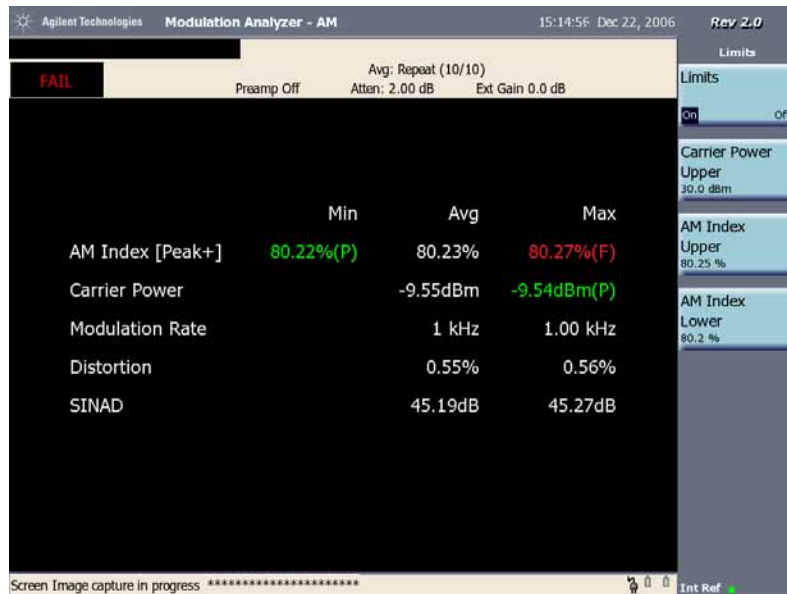 Agilent Technologies Modulation Analyzer - AM 15:14:56 Dec 22, 2006 Rev 2.0
Limits
FAIL
Avg: Repeat (10/10)
Preamp Off Atten: 2.00 dB Ext Gain 0.0 dB
Limits
On Of
Carrier Power
Upper
30.0 dBm
AM Index
Upper
80.25 %
AM Index
Lower
80.2 %
Min Avg Max
AM Index [Peak+] 80.22%(P) 80.23% 80.27%(F)
Carrier Power -9.55dBm -9.54dBm(P)
Modulation Rate 1 kHz 1.00 kHz
Distortion 0.55% 0.56%
SINAD 45.19dB 45.27dB
Screen Image capture in progress **********************
Int Ref